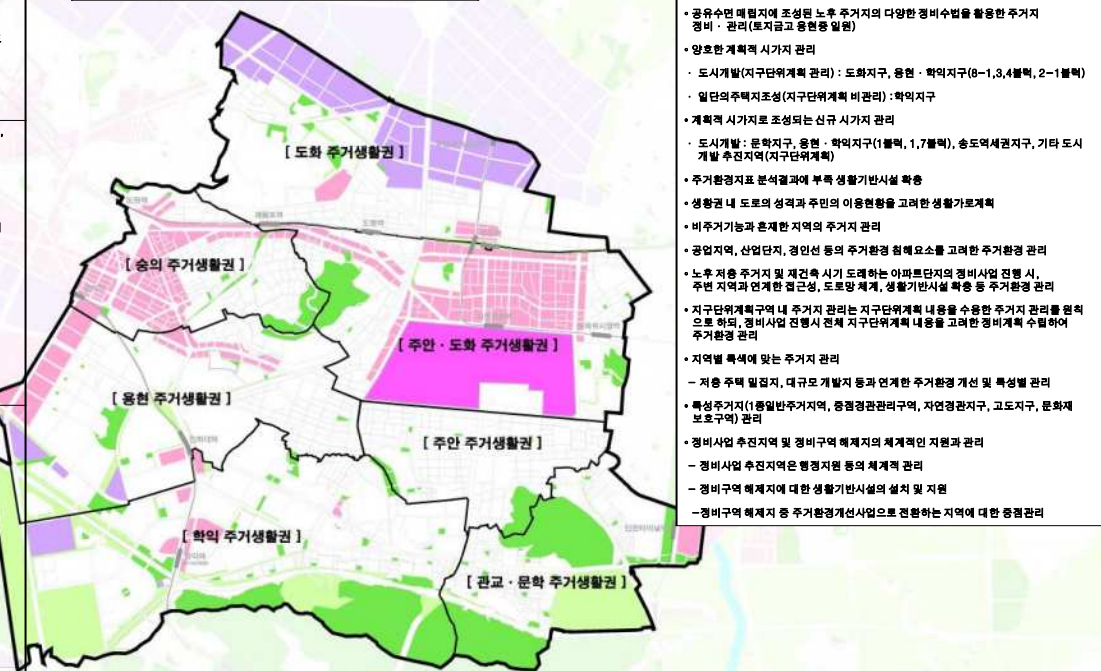 [ 도화 주거생활권 ]
[ 숭의 주거생활권 ]
[ 주안 · 도화 주거생활권 ]
[ 용현 주거생활권 ]
[ 주안 주거생활권 ]
[ 학익 주거생활권 ]
[ 관교 · 문학 주거생활권 ]
• 공유수면 매립지에 조성된 노후 주거지의 다양한 정비수법을 활용한 주거지
정비 · 관리(토지금고 용현중 일원)
• 양호한 계획적 시가지 관리
· 도시개발(지구단위계획 관리) : 도화지구, 용현 · 학익지구(8-1,3,4블럭, 2-1블럭)
· 일단의주택지조성(지구단위계획 비관리) :학익지구
• 계획적 시가지로 조성되는 신규 시가지 관리
· 도시개발 : 문학지구, 용현 · 학익지구(1블럭, 1,7블럭), 송도역세권지구, 기타 도시
개발 추진지역(지구단위계획)
• 주거환경지표 분석결과에 부족 생활기반시설 확충
• 생활권 내 도로의 성격과 주민의 이용현황을 고려한 생활가로계획
• 비주거기능과 혼재한 지역의 주거지 관리
• 공업지역, 산업단지, 경인선 등의 주거환경 침해요소를 고려한 주거환경 관리
• 노후 저층 주거지 및 재건축 시기 도래하는 아파트단지의 정비사업 진행 시,
주변 지역과 연계한 접근성, 도로망 체계, 생활기반시설 확충 등 주거환경 관리
• 지구단위계획구역 내 주거지 관리는 지구단위계획 내용을 수용한 주거지 관리를 원칙
으로 하되, 정비사업 진행시 전체 지구단위계획 내용을 고려한 정비계획 수립하여
주거환경 관리
• 지역별 특색에 맞는 주거지 관리
– 저층 주택 밀집지, 대규모 개발지 등과 연계한 주거환경 개선 및 특성별 관리
• 특성주거지(1종일반주거지역, 중점경관관리구역, 자연경관지구, 고도지구, 문화재
보호구역) 관리
• 정비사업 추진지역 및 정비구역 해제지의 체계적인 지원과 관리
– 정비사업 추진지역은 행정지원 등의 체계적 관리
– 정비구역 해제지에 대한 생활기반시설의 설치 및 지원
–정비구역 해제지 중 주거환경개선사업으로 전환하는 지역에 대한 중점관리